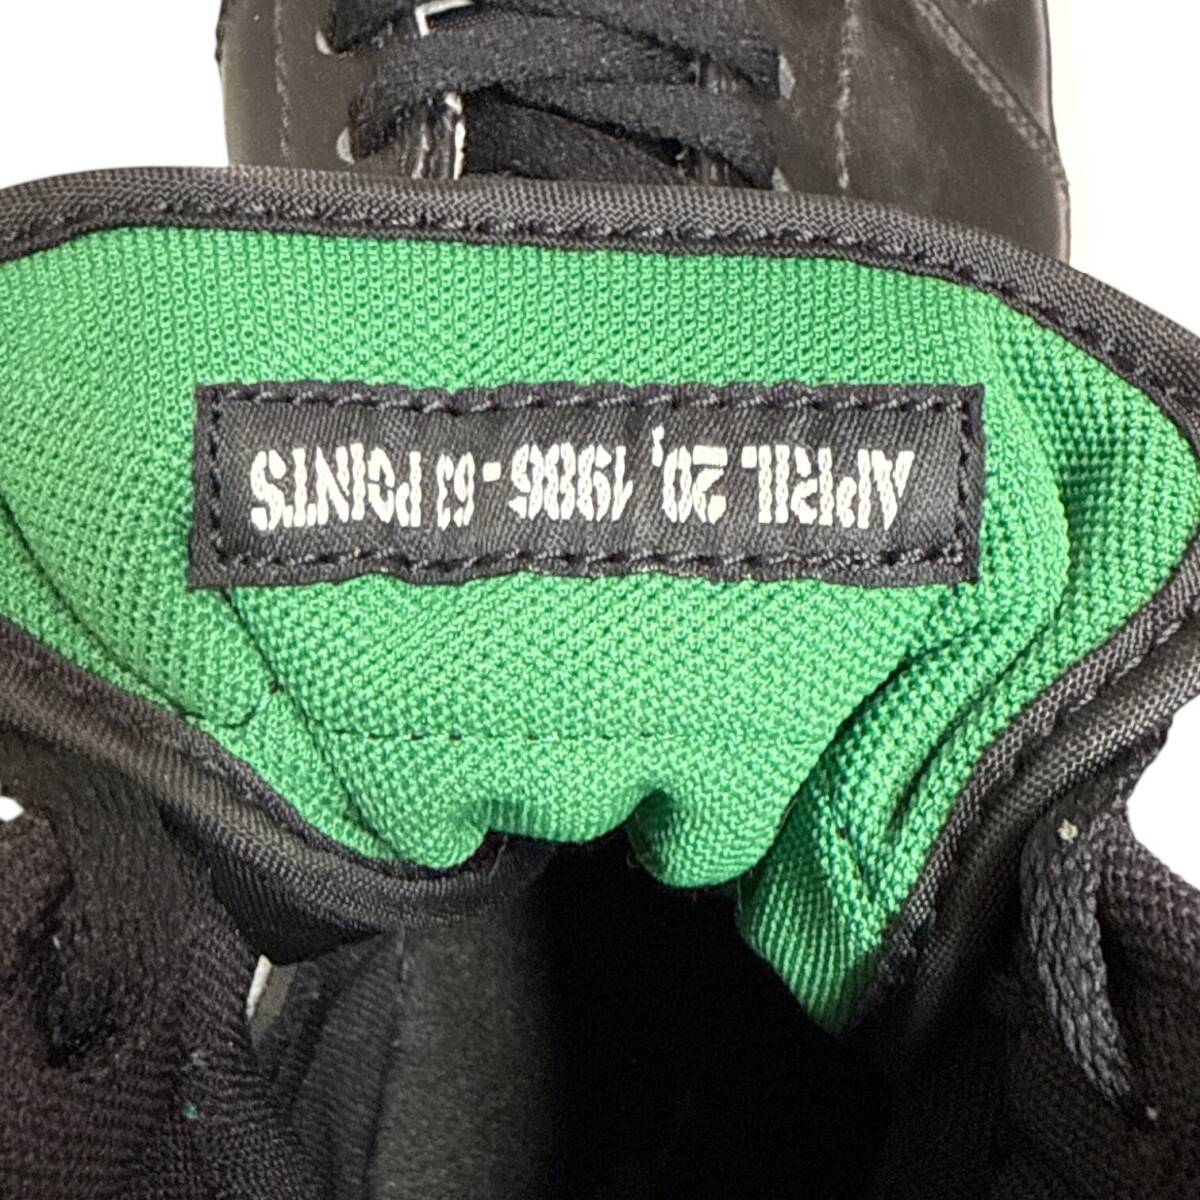 APRIL 20, 1986 - 63 POINTS